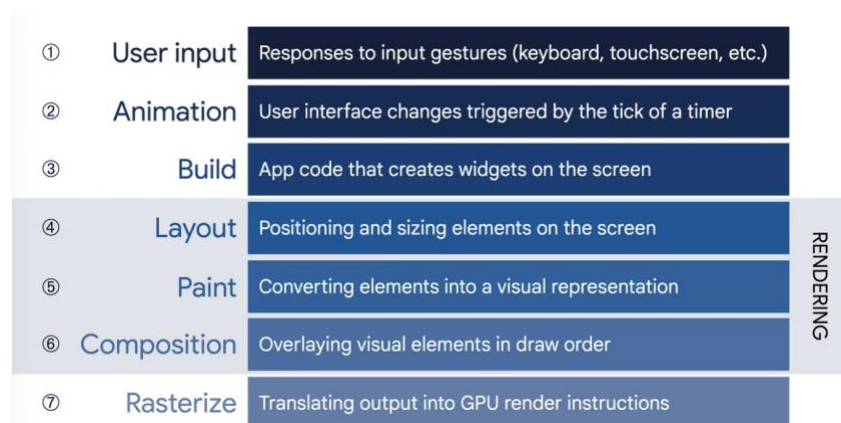 ① User input Responses to input gestures (keyboard, touchscreen, etc.)
② Animation User interface changes triggered by the tick of a timer
③ Build App code that creates widgets on the screen
④ Layout Positioning and sizing elements on the screen
⑤ Paint Converting elements into a visual representation
⑥ Composition Overlaying visual elements in draw order
⑦ Rasterize Translating output into GPU render instructions
RENDERING